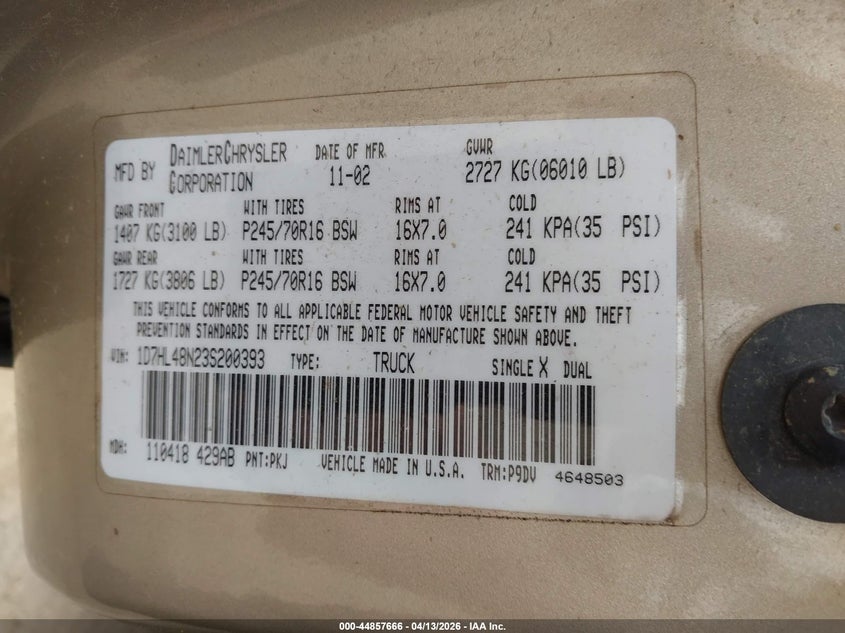 MFD BY DAIMLERCHRYSLER CORPORATION DATE OF MFR 11-02 GVWR 2727 KG(06010 LB)
GAWR FRONT WITH TIRES RIMS AT COLD
1407 KG(3100 LB) P245/70R16 BSW 16X7.0 241 KPA(35 PSI)
GAWR REAR WITH TIRES RIMS AT COLD
1727 KG(3806 LB) P245/70R16 BSW 16X7.0 241 KPA(35 PSI)
THIS VEHICLE CONFORMS TO ALL APPLICABLE FEDERAL MOTOR VEHICLE SAFETY AND THEFT
PREVENTION STANDARDS IN EFFECT ON THE DATE OF MANUFACTURE SHOWN ABOVE.
VIN: 1D7HL48N23S200393 TYPE: TRUCK SINGLE X DUAL
MDH: 110418 429AB PNT:PKJ VEHICLE MADE IN U.S.A. TRM:P9DV 4648503
000-44857666 - 04/13/2026 - IAA Inc.